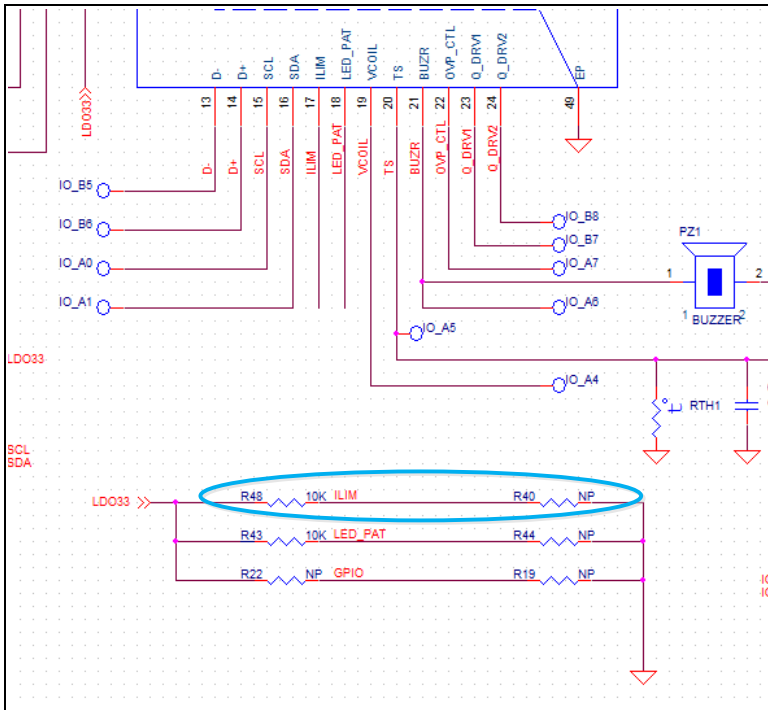 D-
D+
SCL
SDA
ILIM
LED_PAT
VCOIL
TS
BUZR
OVP_CTL
Q_DRV1
Q_DRV2
EP
13
14
15
16
17
18
19
20
21
22
23
24
49
LDO33
D-
D+
SCL
SDA
ILIM
LED_PAT
VCOIL
TS
BUZR
OVP_CTL
Q_DRV1
Q_DRV2
IO_B5
IO_B6
IO_A0
IO_A1
IO_B8
IO_B7
IO_A7
IO_A6
IO_A5
IO_A4
PZ1
1
2
1
BUZZER
2
LDO33
t
RTH1
SCL
SDA
LDO33
R48 10K ILIM R40 NP
R43 10K LED_PAT R44 NP
R22 NP GPIO R19 NP